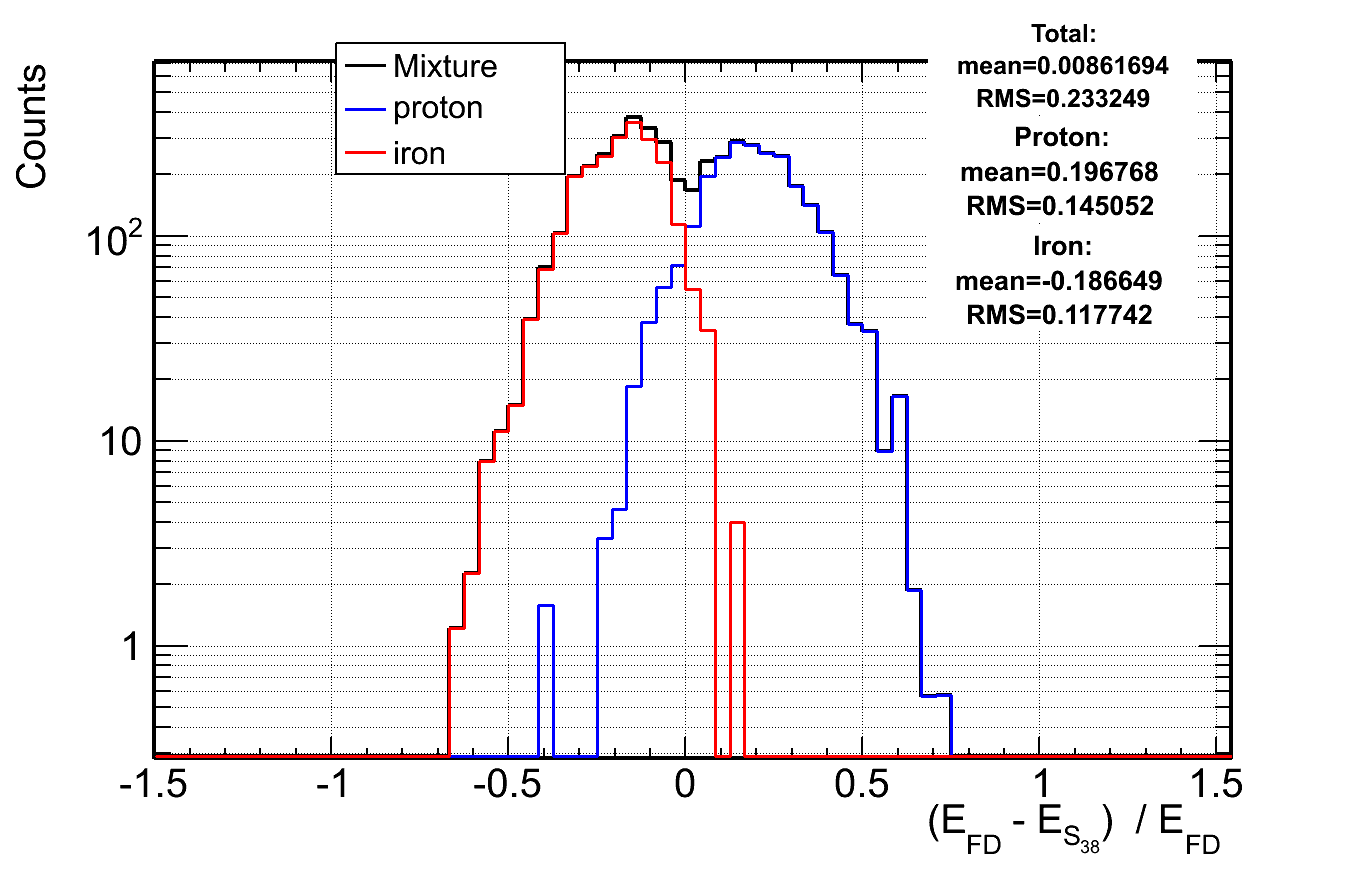 Total:
mean=0.00861694
RMS=0.233249
Proton:
mean=0.196768
RMS=0.145052
Iron:
mean=-0.186649
RMS=0.117742
Mixture
proton
iron
Counts
10²
10
1
-1.5 -1 -0.5 0 0.5 1 1.5
(E_FD - E_S_38) / E_FD